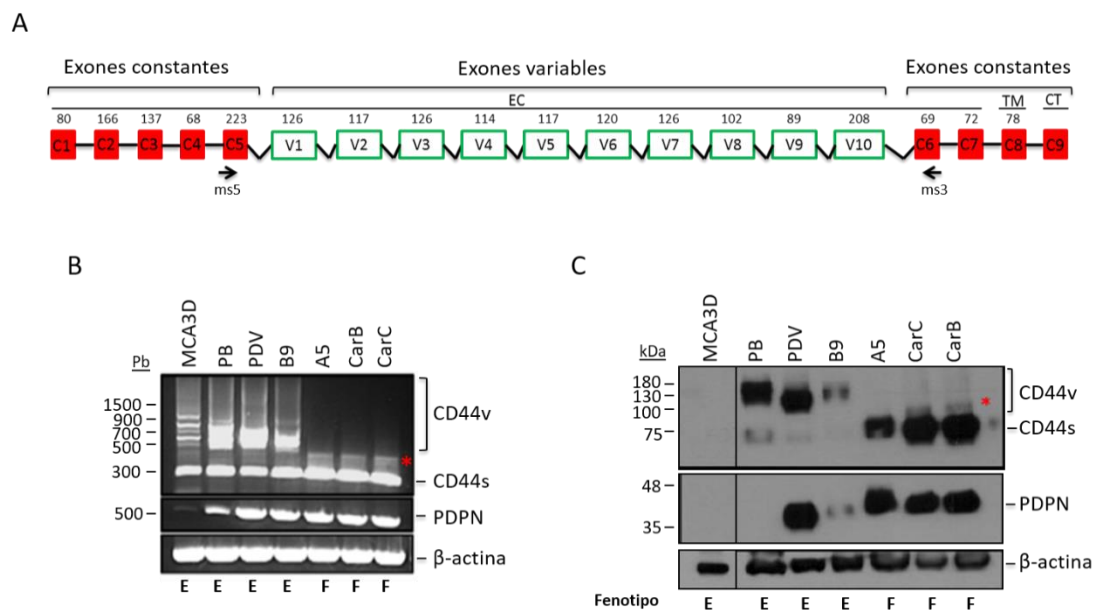 A
Exones constantes Exones variables Exones constantes
EC TM CT
80 166 137 68 223 126 117 126 114 117 120 126 102 89 208 69 72 78
C1 C2 C3 C4 C5 V1 V2 V3 V4 V5 V6 V7 V8 V9 V10 C6 C7 C8 C9
ms5 ms3
B
Pb MCA3D PB PDV B9 A5 CarB CarC
1500
900
700
500
300
CD44v
*
CD44s
500
PDPN
β-actina
E E E E F F F
C
kDa MCA3D PB PDV B9 A5 CarC CarB
180
130
100
75
CD44v
*
CD44s
48
35
PDPN
β-actina
Fenotipo E E E E F F F